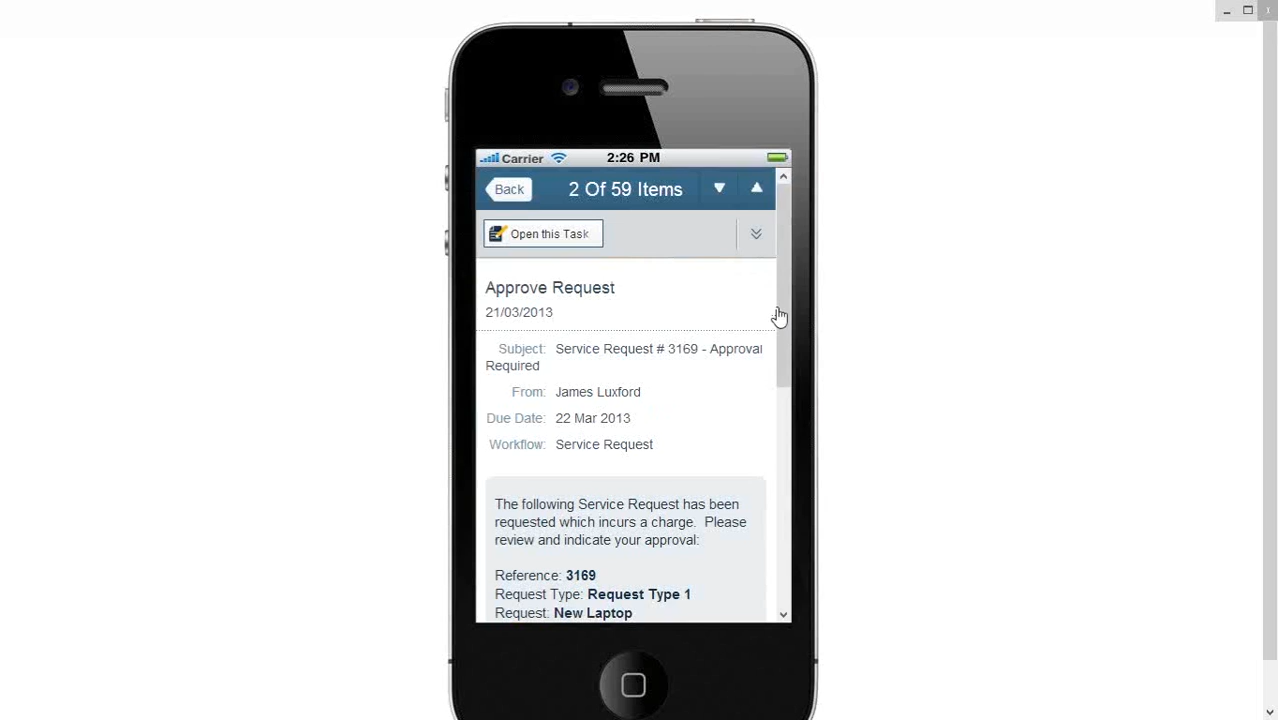 Carrier 2:26 PM
Back 2 Of 59 Items
Open this Task
Approve Request
21/03/2013
Subject: Service Request # 3169 - Approval
Required
From: James Luxford
Due Date: 22 Mar 2013
Workflow: Service Request
The following Service Request has been
requested which incurs a charge. Please
review and indicate your approval:
Reference: 3169
Request Type: Request Type 1
Request: New Laptop